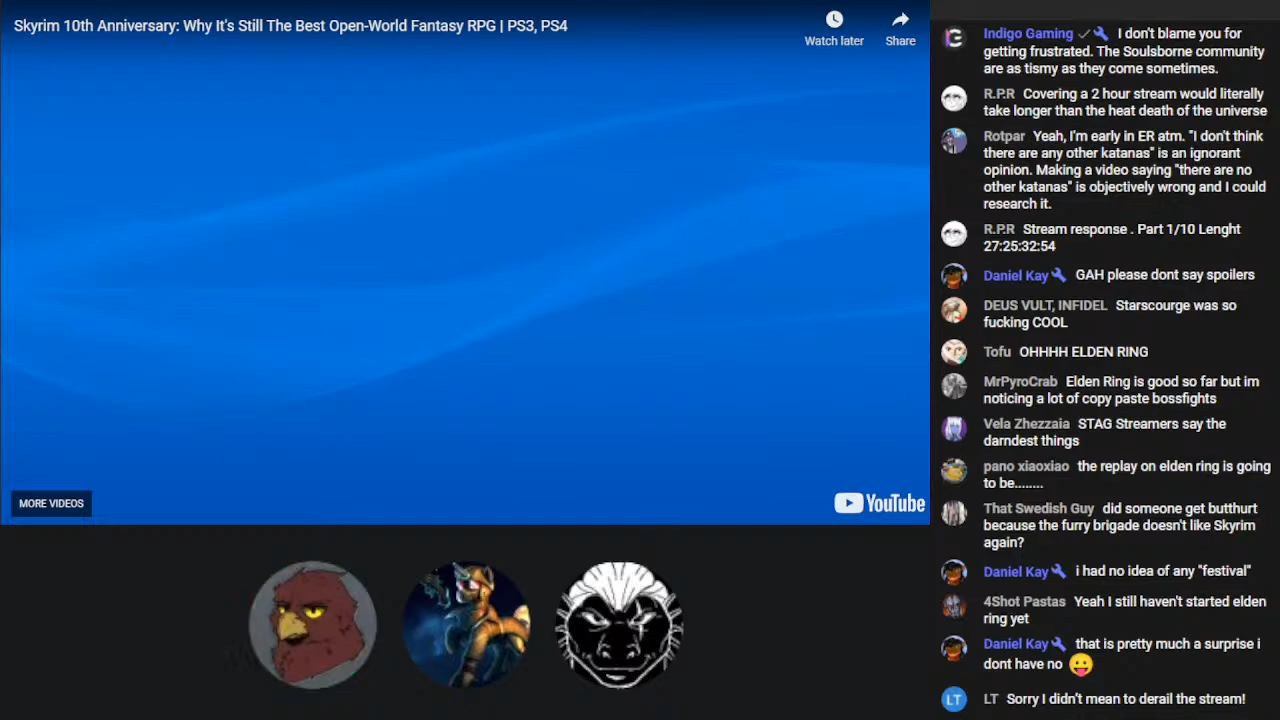 Skyrim 10th Anniversary: Why It's Still The Best Open-World Fantasy RPG | PS3, PS4
Watch later
Share
MORE VIDEOS
YouTube
Indigo Gaming I don't blame you for
getting frustrated. The Soulsborne community
are as tismy as they come sometimes.
R.P.R Covering a 2 hour stream would literally
take longer than the heat death of the universe
Rotpar Yeah, I'm early in ER atm. "I don't think
there are any other katanas" is an ignorant
opinion. Making a video saying "there are no
other katanas" is objectively wrong and I could
research it.
R.P.R Stream response . Part 1/10 Lenght
27:25:32:54
Daniel Kay GAH please dont say spoilers
DEUS VULT, INFIDEL Starscourge was so
fucking COOL
Tofu OHHHH ELDEN RING
MrPyroCrab Elden Ring is good so far but im
noticing a lot of copy paste bossfights
Vela Zhezzaia STAG Streamers say the
darndest things
pano xiaoxiao the replay on elden ring is going
to be........
That Swedish Guy did someone get butthurt
because the furry brigade doesn't like Skyrim
again?
Daniel Kay i had no idea of any "festival"
4Shot Pastas Yeah I still haven't started elden
ring yet
Daniel Kay that is pretty much a surprise i
dont have no 😛
LT LT Sorry I didn't mean to derail the stream!